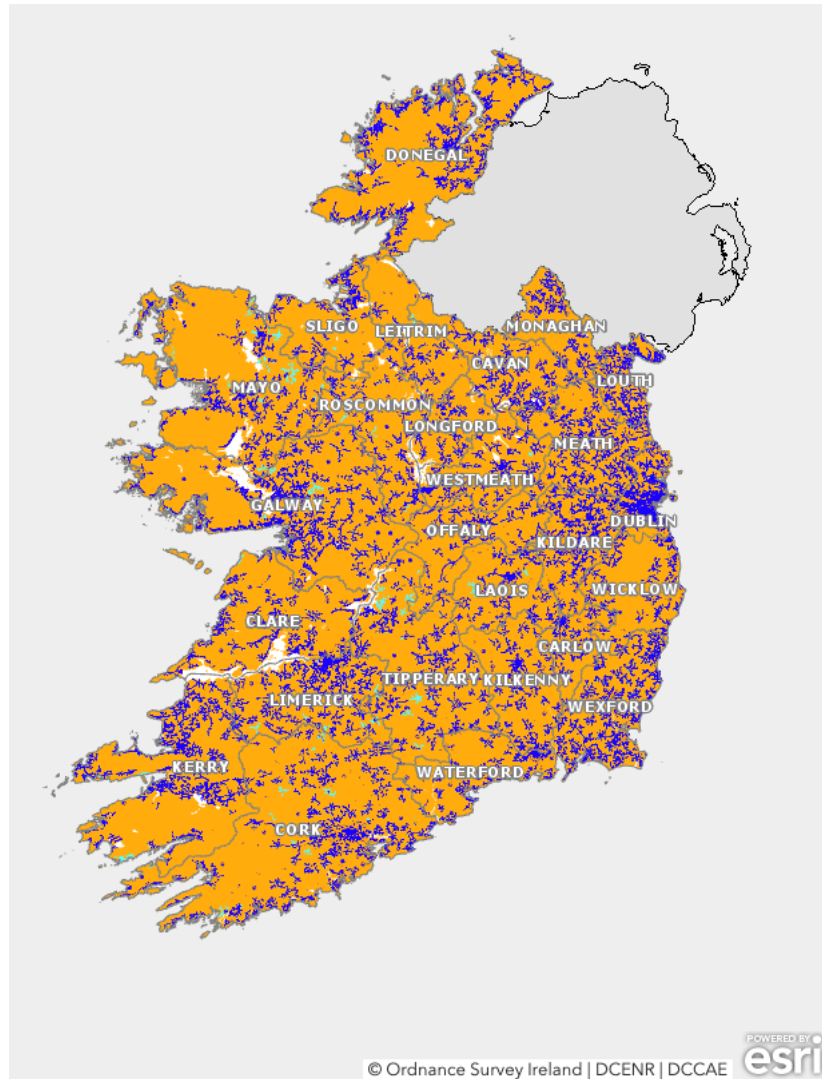 DONEGAL
SLIGO
LEITRIM
MONAGHAN
CAVAN
LOUTH
MAYO
ROSCOMMON
LONGFORD
MEATH
WESTMEATH
GALWAY
DUBLIN
OFFALY
KILDARE
LAOIS
WICKLOW
CLARE
CARLOW
TIPPERARY
KILKENNY
LIMERICK
WEXFORD
KERRY
WATERFORD
CORK
POWERED BY
esri
© Ordnance Survey Ireland | DCENR | DCCAE